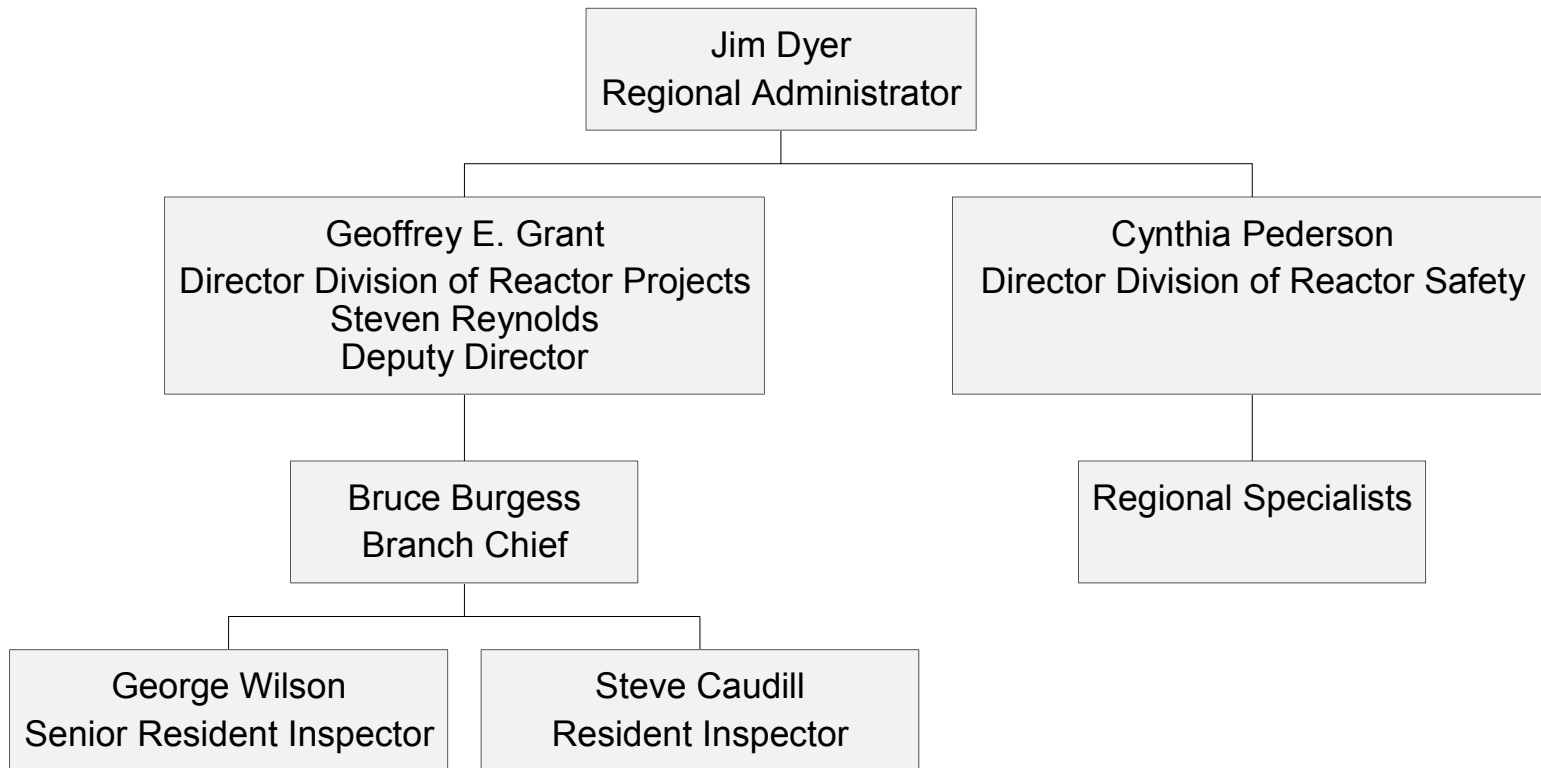 Jim Dyer
Regional Administrator
Geoffrey E. Grant
Director Division of Reactor Projects
Steven Reynolds
Deputy Director
Cynthia Pederson
Director Division of Reactor Safety
Bruce Burgess
Branch Chief
Regional Specialists
George Wilson
Senior Resident Inspector
Steve Caudill
Resident Inspector